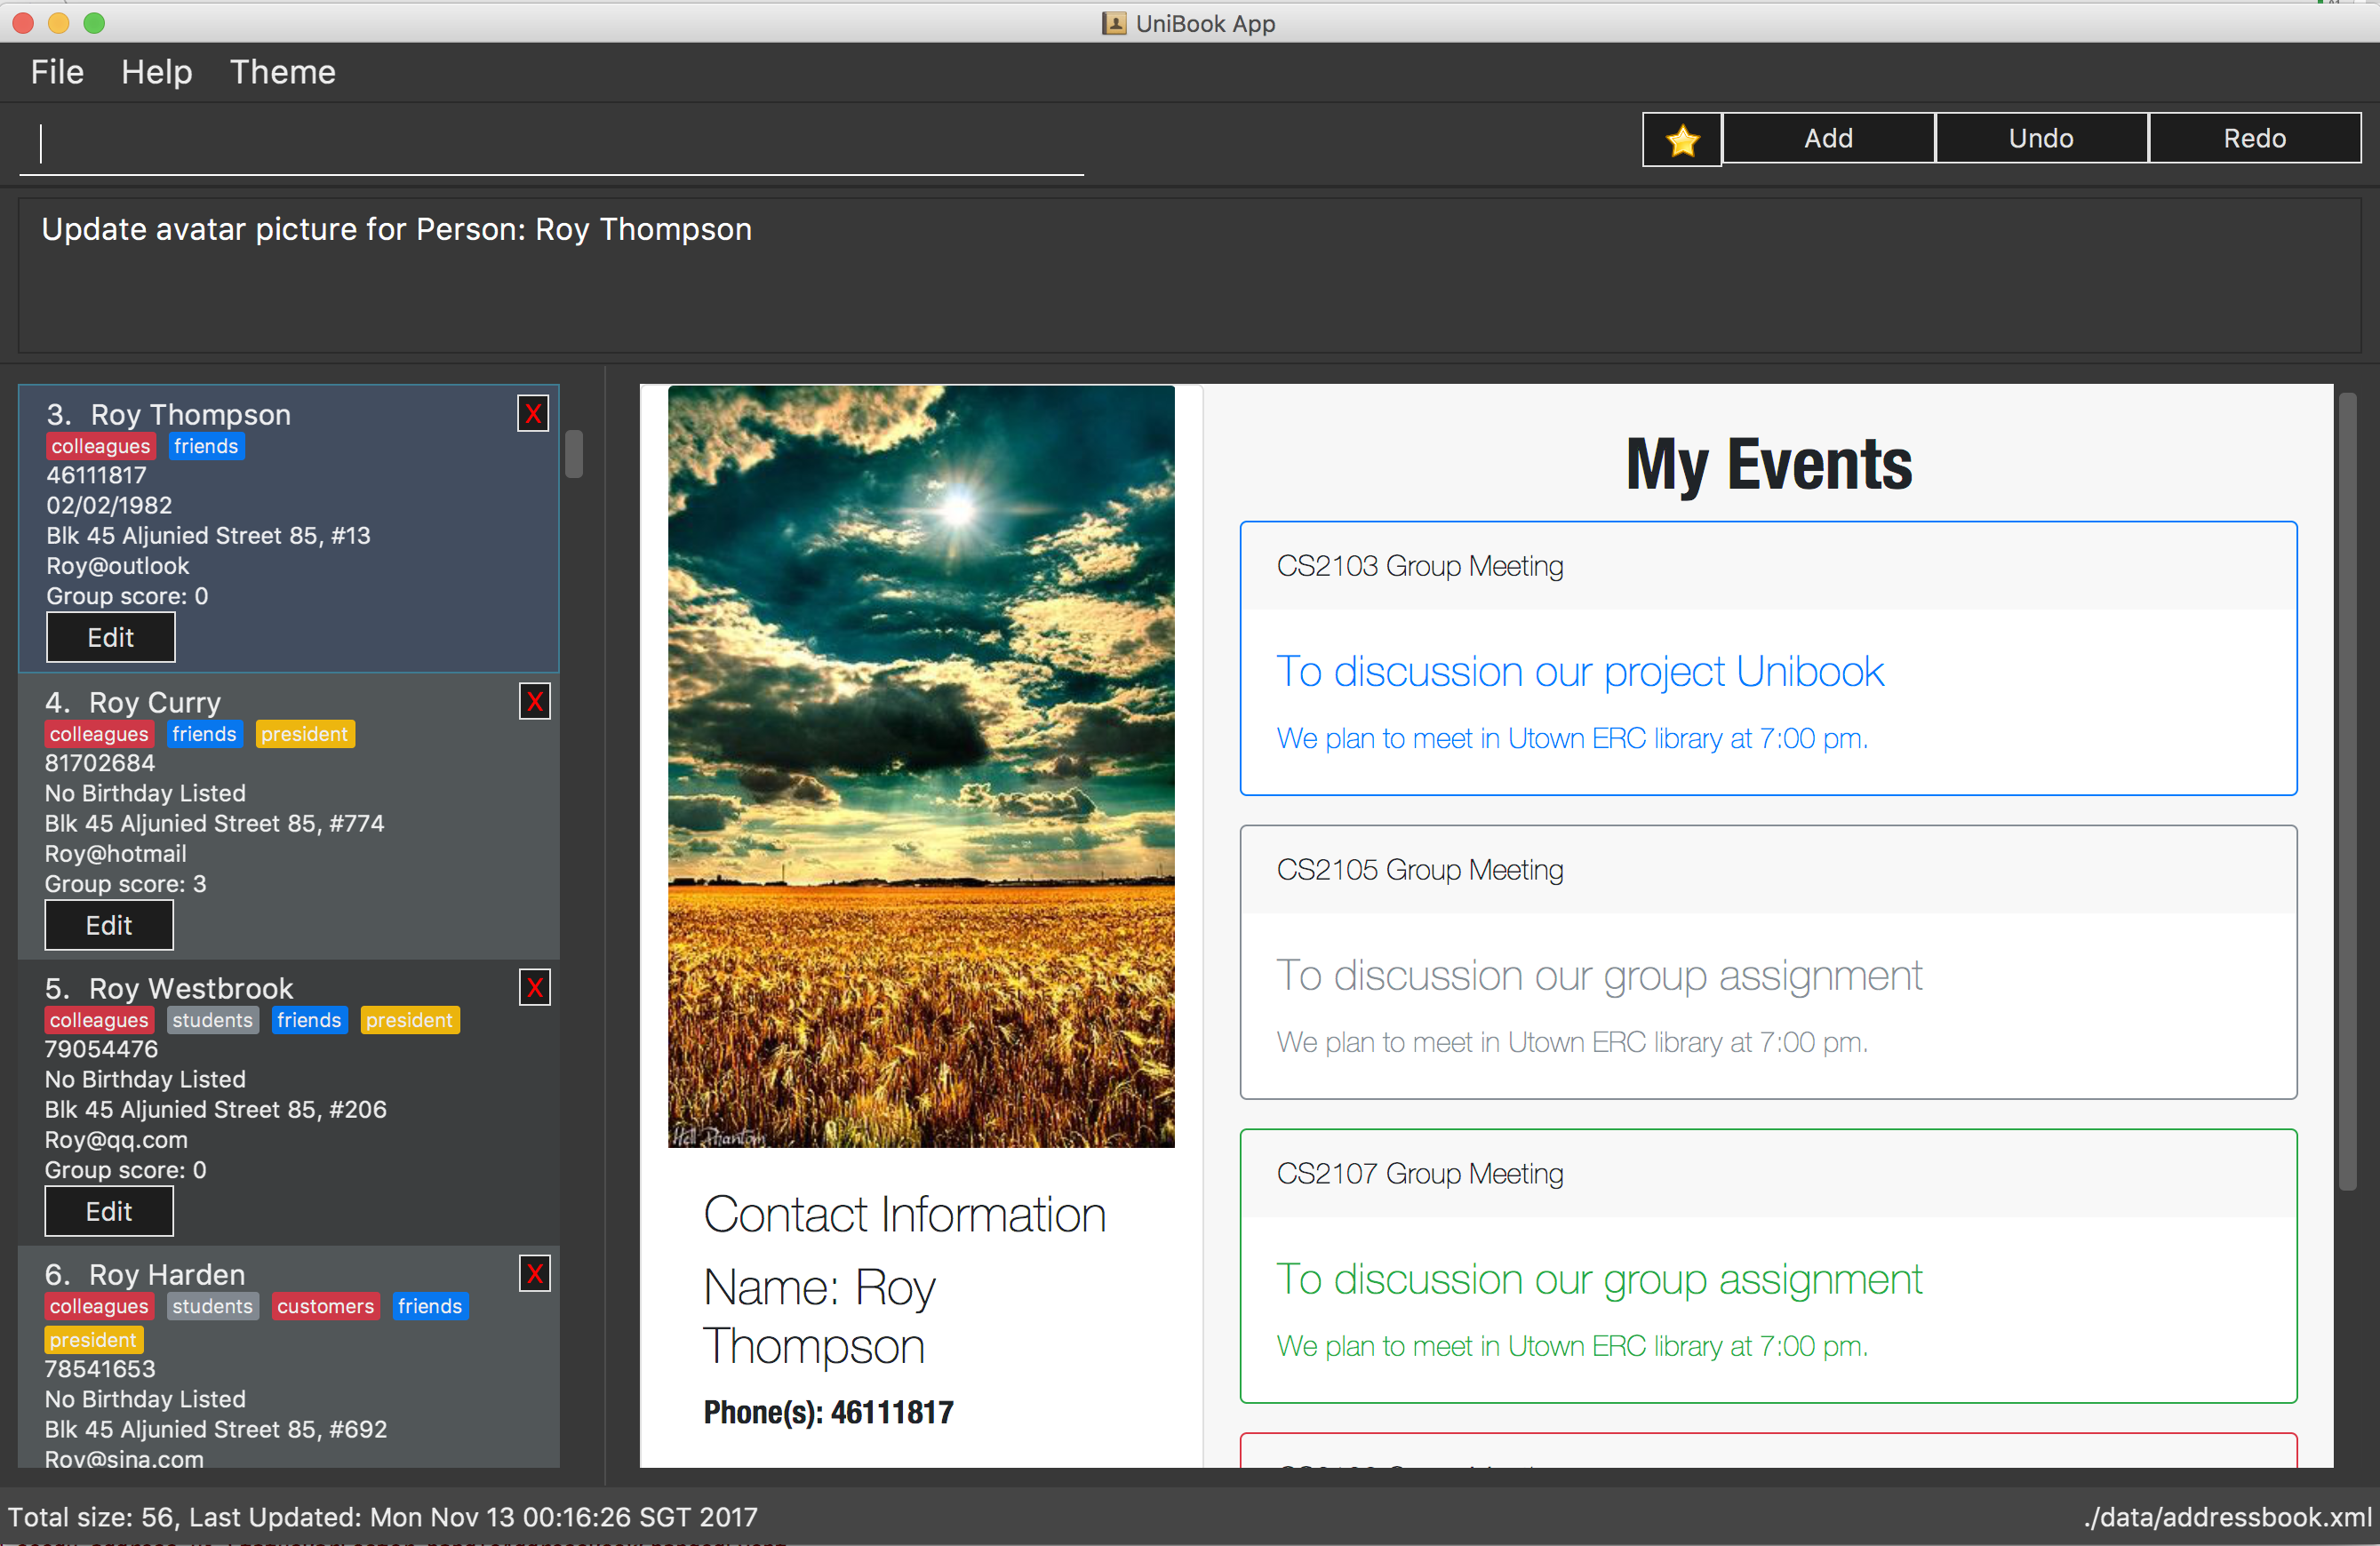 UniBook App
File Help Theme
Add Undo Redo
Update avatar picture for Person: Roy Thompson
3. Roy Thompson
X
colleagues friends
46111817
02/02/1982
Blk 45 Aljunied Street 85, #13
Roy@outlook
Group score: 0
Edit
4. Roy Curry
X
colleagues friends president
81702684
No Birthday Listed
Blk 45 Aljunied Street 85, #774
Roy@hotmail
Group score: 3
Edit
5. Roy Westbrook
X
colleagues students friends president
79054476
No Birthday Listed
Blk 45 Aljunied Street 85, #206
Roy@qq.com
Group score: 0
Edit
6. Roy Harden
X
colleagues students customers friends
president
78541653
No Birthday Listed
Blk 45 Aljunied Street 85, #692
Roy@sina.com
Hell Phantom
Contact Information
Name: Roy
Thompson
Phone(s): 46111817
My Events
CS2103 Group Meeting
To discussion our project Unibook
We plan to meet in Utown ERC library at 7:00 pm.
CS2105 Group Meeting
To discussion our group assignment
We plan to meet in Utown ERC library at 7:00 pm.
CS2107 Group Meeting
To discussion our group assignment
We plan to meet in Utown ERC library at 7:00 pm.
Total size: 56, Last Updated: Mon Nov 13 00:16:26 SGT 2017
./data/addressbook.xml